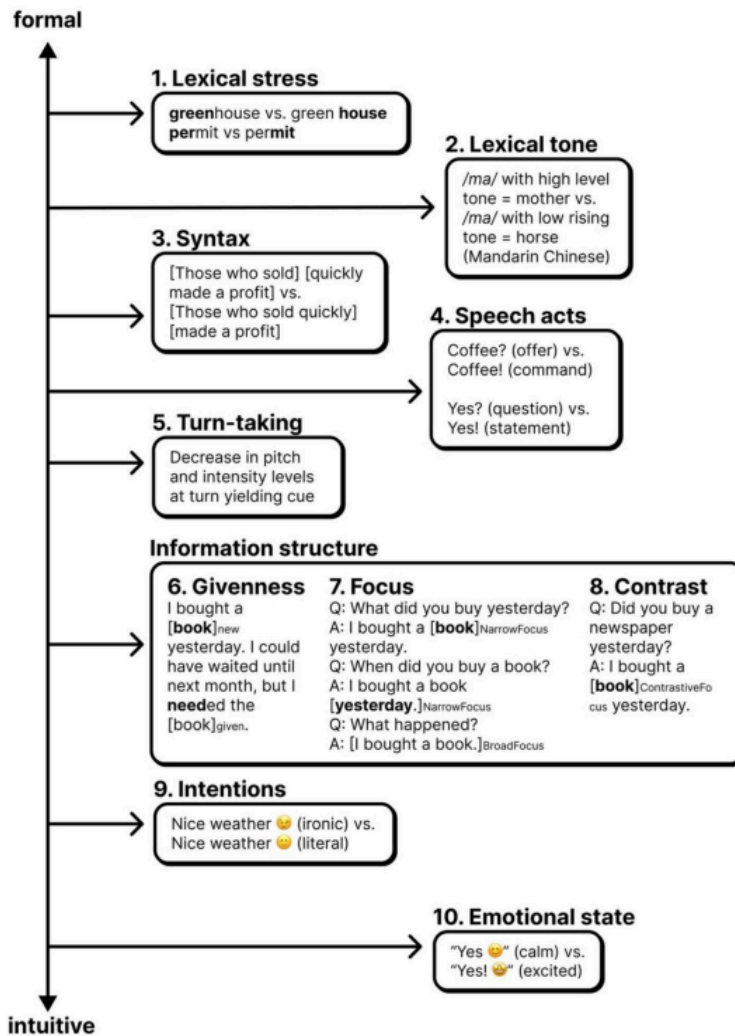 formal
1. Lexical stress
greenhouse vs. green house
permit vs permit
2. Lexical tone
/ma/ with high level
tone = mother vs.
/ma/ with low rising
tone = horse
(Mandarin Chinese)
3. Syntax
[Those who sold] [quickly
made a profit] vs.
[Those who sold quickly]
[made a profit]
4. Speech acts
Coffee? (offer) vs.
Coffee! (command)
Yes? (question) vs.
Yes! (statement)
5. Turn-taking
Decrease in pitch
and intensity levels
at turn yielding cue
Information structure
6. Givenness
I bought a
[book]new
yesterday. I could
have waited until
next month, but I
needed the
[book]given.
7. Focus
Q: What did you buy yesterday?
A: I bought a [book]NarrowFocus
yesterday.
Q: When did you buy a book?
A: I bought a book
[yesterday.]NarrowFocus
Q: What happened?
A: [I bought a book.]BroadFocus
8. Contrast
Q: Did you buy a
newspaper
yesterday?
A: I bought a
[book]ContrastiveFo
cus yesterday.
9. Intentions
Nice weather 😉 (ironic) vs.
Nice weather 🙂 (literal)
10. Emotional state
"Yes 😊" (calm) vs.
"Yes! 🤩" (excited)
intuitive